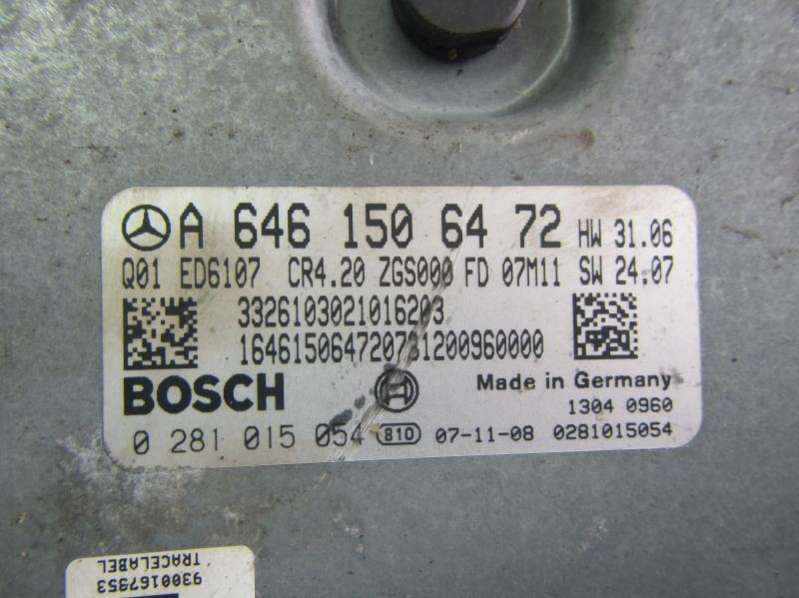 A 646 150 64 72 HW 31.06
Q01 ED6107 CR4.20 ZGS000 FD 07M11 SW 24.07
3326103021016203
BOSCH Made in Germany
1304 0960
0 281 015 054 810 07-11-08 0281015054
TRACELABEL
9300167953